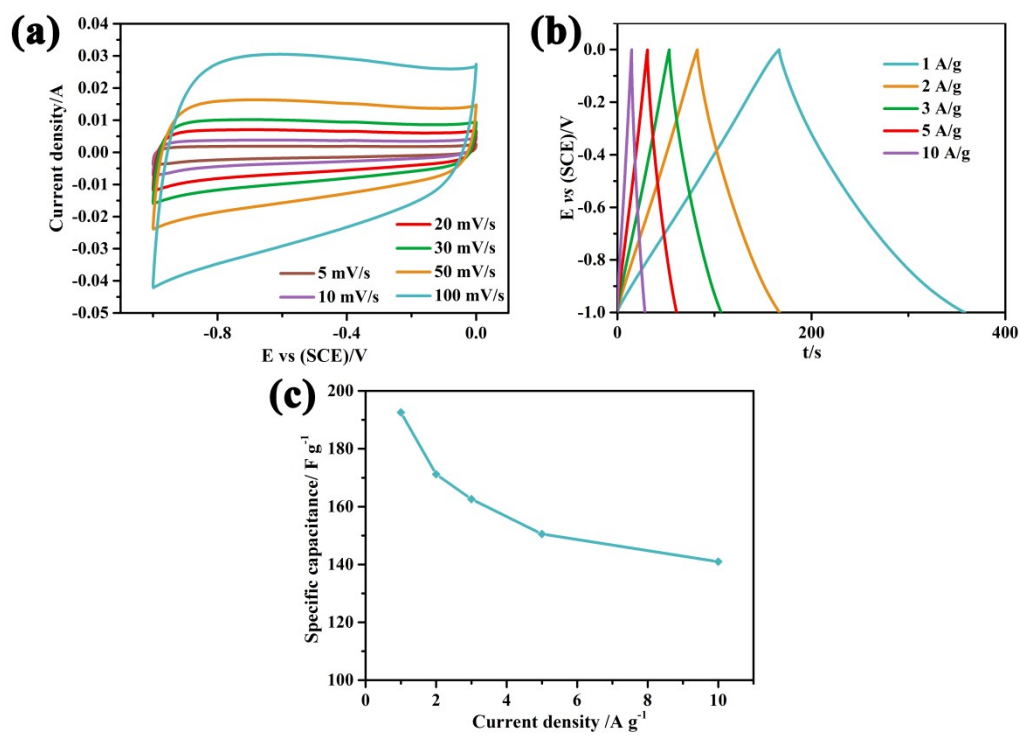 (a)
0.04
0.03
0.02
0.01
0.00
-0.01
-0.02
-0.03
-0.04
-0.05
Current density/A
20 mV/s
30 mV/s
5 mV/s
50 mV/s
10 mV/s
100 mV/s
-0.8
-0.4
0.0
E vs (SCE)/V
(b)
0.0
-0.2
-0.4
-0.6
-0.8
-1.0
E vs (SCE)/V
1 A/g
2 A/g
3 A/g
5 A/g
10 A/g
0
200
400
t/s
(c)
200
180
160
140
120
100
Specific capacitance/ F g⁻¹
0
2
4
6
8
10
Current density /A g⁻¹